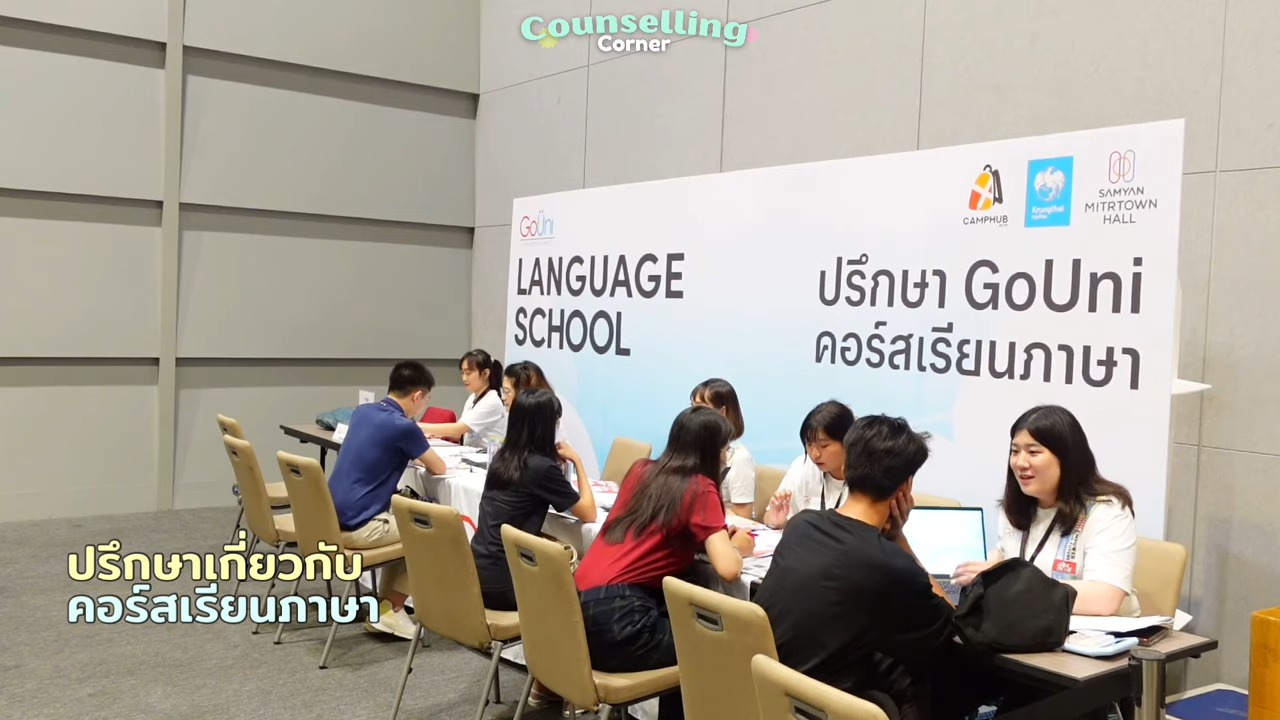 Counselling
Corner
GoÜni
LANGUAGE
SCHOOL
CAMPHUB
Krungthai
SAMYAN
MITRTOWN
HALL
ปรึกษา GoUni
คอร์สเรียนภาษา
ปรึกษาเกี่ยวกับ
คอร์สเรียนภาษา